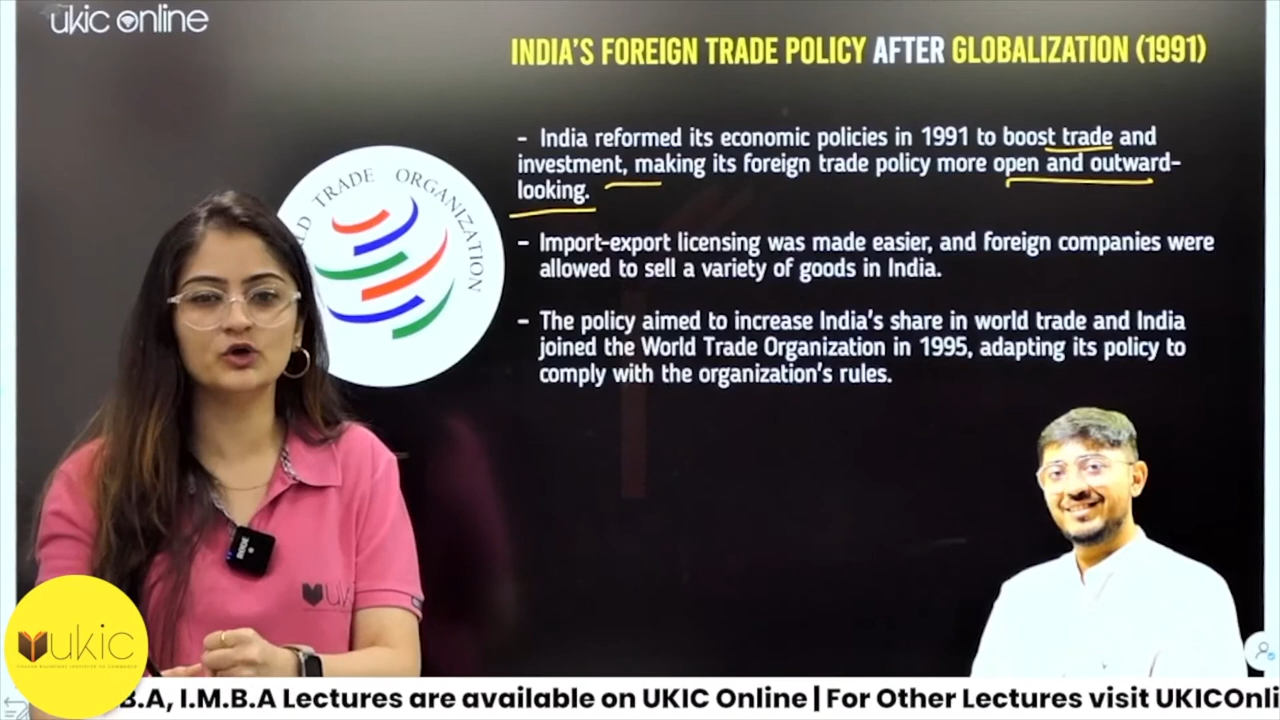 ukic online
INDIA'S FOREIGN TRADE POLICY AFTER GLOBALIZATION (1991)
- India reformed its economic policies in 1991 to boost trade and
investment, making its foreign trade policy more open and outward-
looking.
- Import-export licensing was made easier, and foreign companies were
allowed to sell a variety of goods in India.
- The policy aimed to increase India's share in world trade and India
joined the World Trade Organization in 1995, adapting its policy to
comply with the organization's rules.
TRADE ORGANIZATION
RODE
ukic
ukic
B.A, I.M.B.A Lectures are available on UKIC Online | For Other Lectures visit UKICOnli